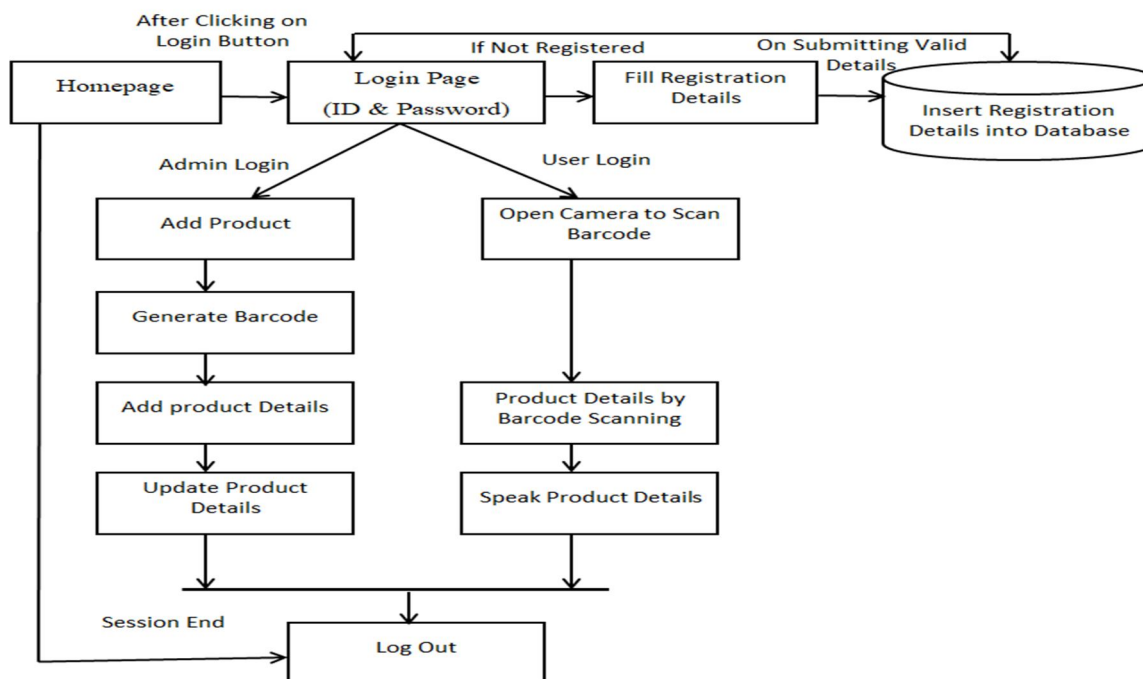 After Clicking on
Login Button
If Not Registered
On Submitting Valid
Details
Homepage
Login Page
(ID & Password)
Fill Registration
Details
Insert Registration
Details into Database
Admin Login
User Login
Add Product
Open Camera to Scan
Barcode
Generate Barcode
Add product Details
Product Details by
Barcode Scanning
Update Product
Details
Speak Product Details
Session End
Log Out